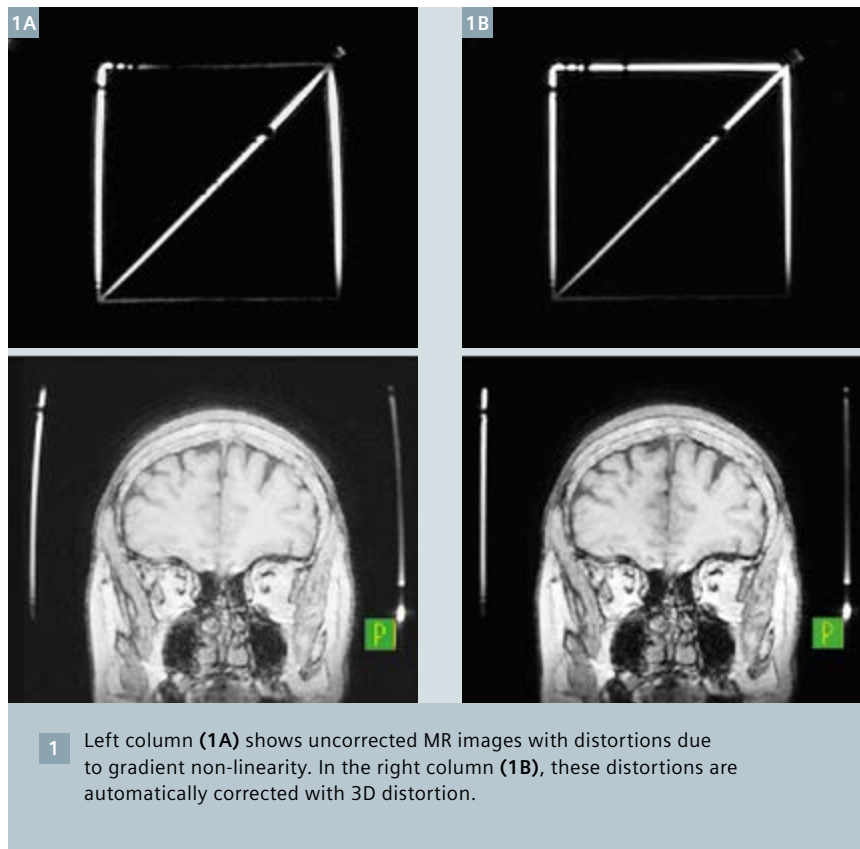 1A
1B
P
P
1
Left column (1A) shows uncorrected MR images with distortions due
to gradient non-linearity. In the right column (1B), these distortions are
automatically corrected with 3D distortion.